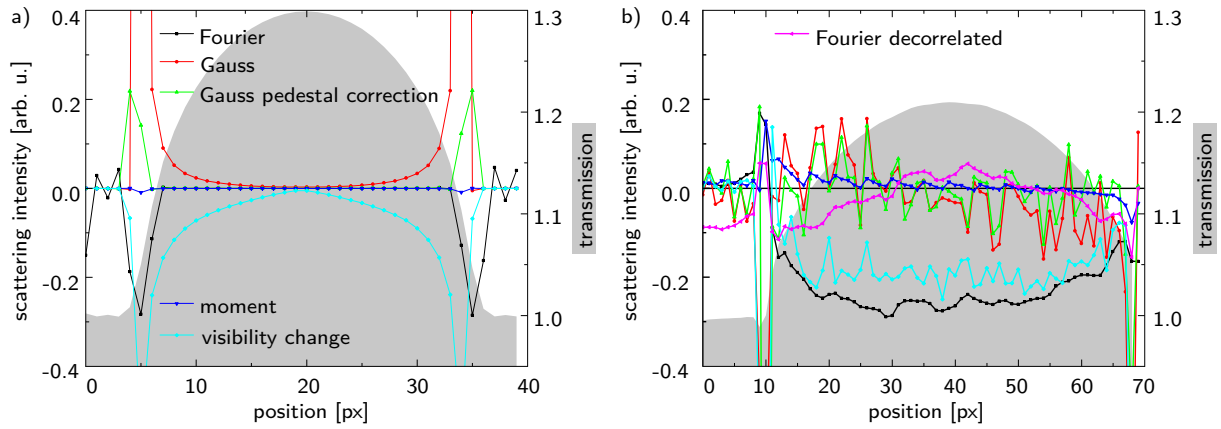 a)
0.4
0.2
0.0
-0.2
-0.4
scattering intensity [arb. u.]
Fourier
Gauss
Gauss pedestal correction
moment
visibility change
1.3
1.2
1.1
1.0
transmission
0 10 20 30 40
position [px]
b)
0.4
0.2
0.0
-0.2
-0.4
scattering intensity [arb. u.]
Fourier decorrelated
1.3
1.2
1.1
1.0
transmission
0 10 20 30 40 50 60 70
position [px]